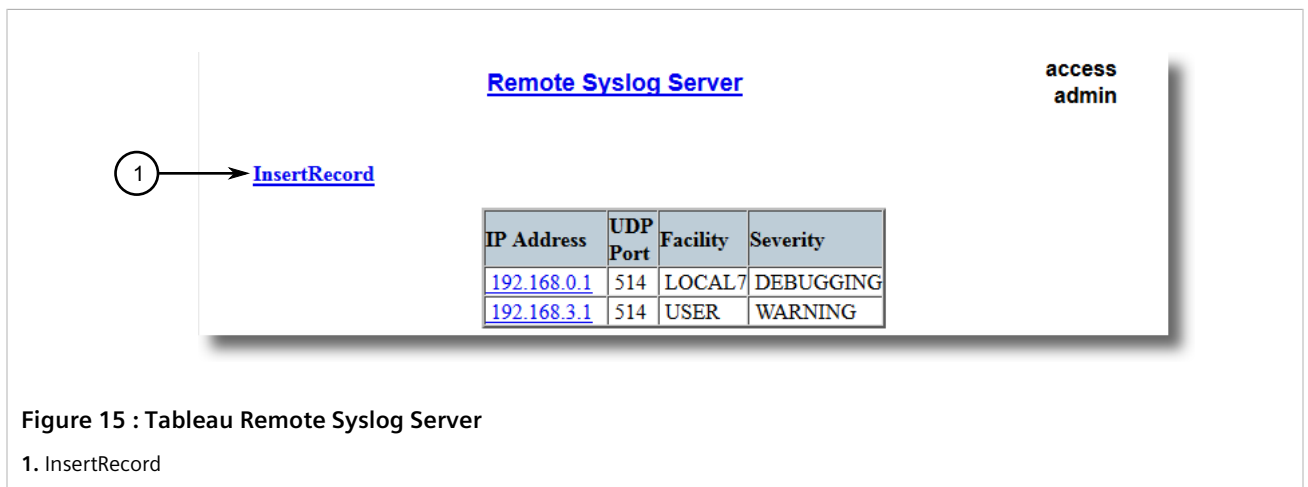 Remote Syslog Server
access
admin
1
InsertRecord
IP Address UDP Port Facility Severity
192.168.0.1 514 LOCAL7 DEBUGGING
192.168.3.1 514 USER WARNING
Figure 15 : Tableau Remote Syslog Server
1. InsertRecord